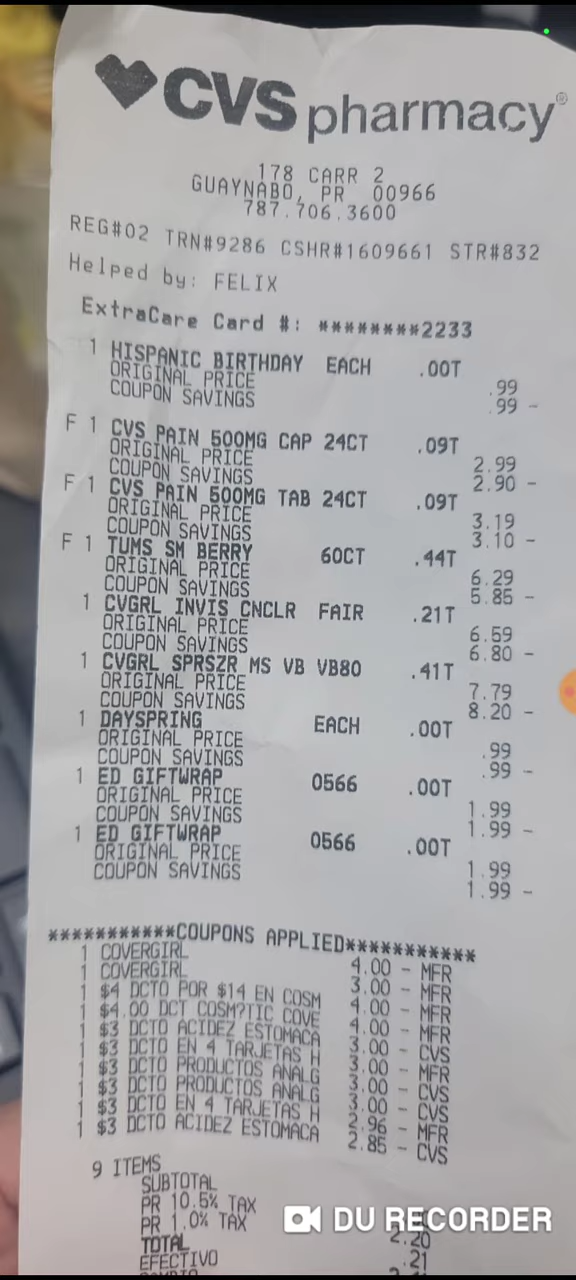 CVS pharmacy®
178 CARR 2
GUAYNABO, PR 00966
787.706.3600
REG#02 TRN#9286 CSHR#1609661 STR#832
Helped by: FELIX
ExtraCare Card #: ********2233
1 HISPANIC BIRTHDAY EACH .00T
ORIGINAL PRICE .99
COUPON SAVINGS .99 -
F 1 CVS PAIN 500MG CAP 24CT .09T
ORIGINAL PRICE 2.99
COUPON SAVINGS 2.90 -
F 1 CVS PAIN 500MG TAB 24CT .09T
ORIGINAL PRICE 3.19
COUPON SAVINGS 3.10 -
F 1 TUMS SM BERRY 60CT .44T
ORIGINAL PRICE 6.29
COUPON SAVINGS 5.85 -
1 CVGRL INVIS CNCLR FAIR .21T
ORIGINAL PRICE 6.59
COUPON SAVINGS 6.80 -
1 CVGRL SPRSZR MS VB VB80 .41T
ORIGINAL PRICE 7.79
COUPON SAVINGS 8.20 -
1 DAYSPRING EACH .00T
ORIGINAL PRICE .99
COUPON SAVINGS .99 -
1 ED GIFTWRAP 0566 .00T
ORIGINAL PRICE 1.99
COUPON SAVINGS 1.99 -
1 ED GIFTWRAP 0566 .00T
ORIGINAL PRICE 1.99
COUPON SAVINGS 1.99 -
***********COUPONS APPLIED***********
1 COVERGIRL 4.00 - MFR
1 COVERGIRL 3.00 - MFR
1 $4 DCTO POR $14 EN COSM 4.00 - MFR
1 $4.00 DCT COSM?TIC COVE 4.00 - MFR
1 $3 DCTO ACIDEZ ESTOMACA 3.00 - CVS
1 $3 DCTO EN 4 TARJETAS H 3.00 - MFR
1 $3 DCTO PRODUCTOS ANALG 3.00 - CVS
1 $3 DCTO PRODUCTOS ANALG 3.00 - CVS
1 $3 DCTO EN 4 TARJETAS H 2.96 - MFR
1 $3 DCTO ACIDEZ ESTOMACA 2.85 - CVS
9 ITEMS
SUBTOTAL
PR 10.5% TAX
PR 1.0% TAX
TOTAL 2.20
EFECTIVO .21
DU RECORDER